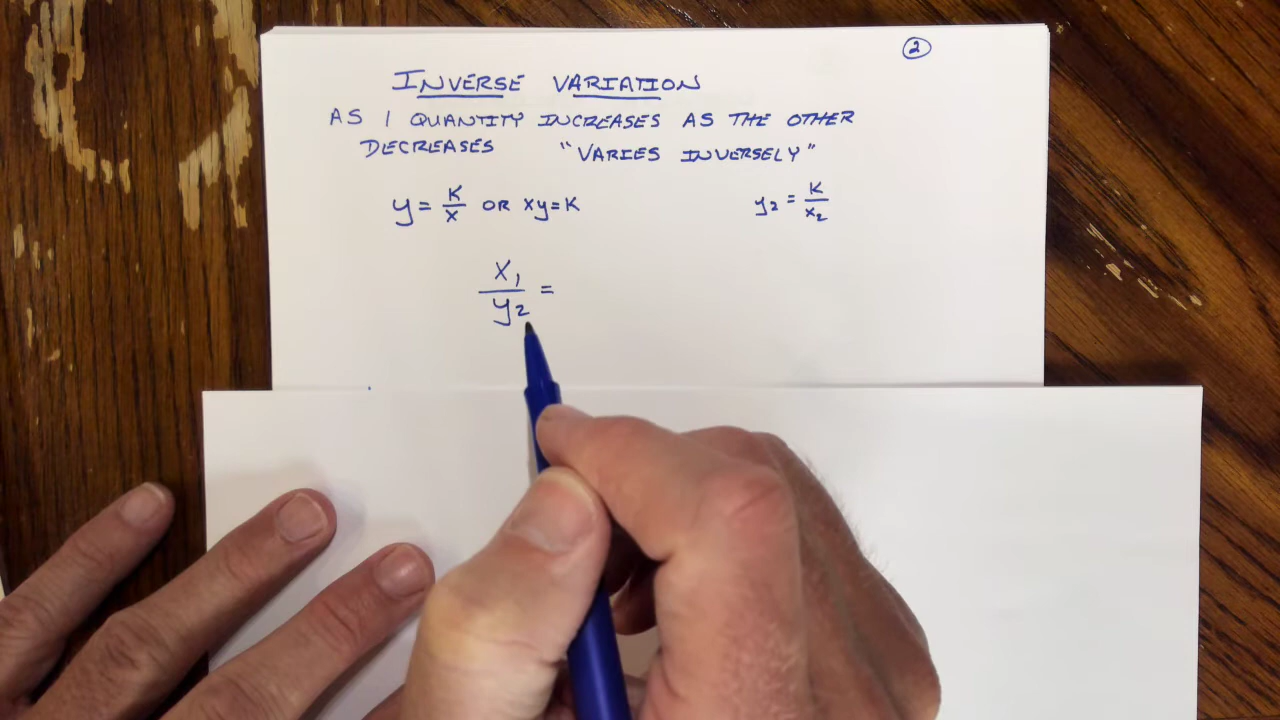 2
INVERSE VARIATION
AS 1 QUANTITY INCREASES AS THE OTHER
DECREASES "VARIES INVERSELY"
y = K/x OR xy = K y₂ = K/x₂
x₁/y₂ =